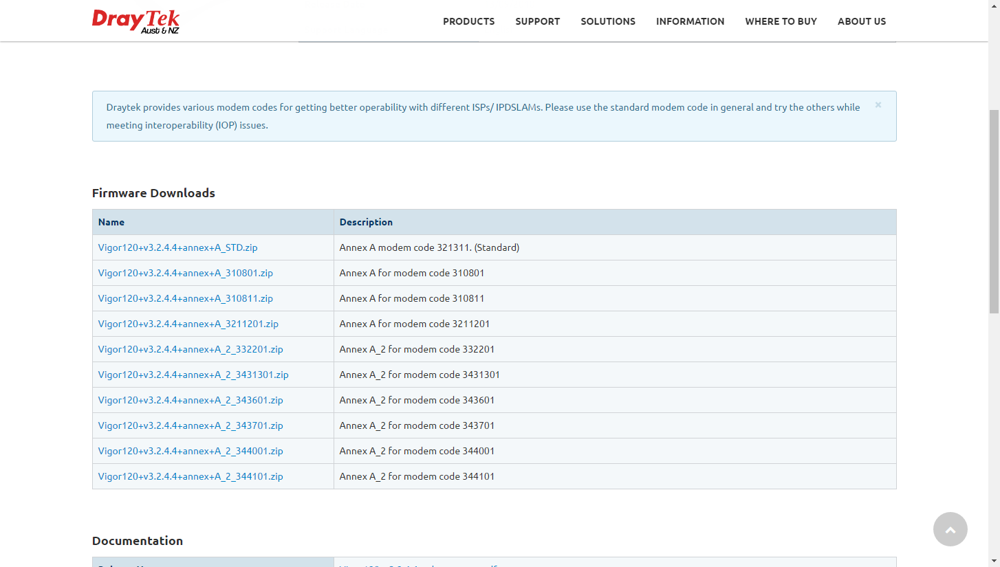 DrayTek
Aust & NZ
PRODUCTS SUPPORT SOLUTIONS INFORMATION WHERE TO BUY ABOUT US
Draytek provides various modem codes for getting better operability with different ISPs/ IPDSLAMs. Please use the standard modem code in general and try the others while
meeting interoperability (IOP) issues.
Firmware Downloads
Name Description
Vigor120+v3.2.4.4+annex+A_STD.zip Annex A modem code 321311. (Standard)
Vigor120+v3.2.4.4+annex+A_310801.zip Annex A for modem code 310801
Vigor120+v3.2.4.4+annex+A_310811.zip Annex A for modem code 310811
Vigor120+v3.2.4.4+annex+A_3211201.zip Annex A for modem code 3211201
Vigor120+v3.2.4.4+annex+A_2_332201.zip Annex A_2 for modem code 332201
Vigor120+v3.2.4.4+annex+A_2_3431301.zip Annex A_2 for modem code 3431301
Vigor120+v3.2.4.4+annex+A_2_343601.zip Annex A_2 for modem code 343601
Vigor120+v3.2.4.4+annex+A_2_343701.zip Annex A_2 for modem code 343701
Vigor120+v3.2.4.4+annex+A_2_344001.zip Annex A_2 for modem code 344001
Vigor120+v3.2.4.4+annex+A_2_344101.zip Annex A_2 for modem code 344101
Documentation